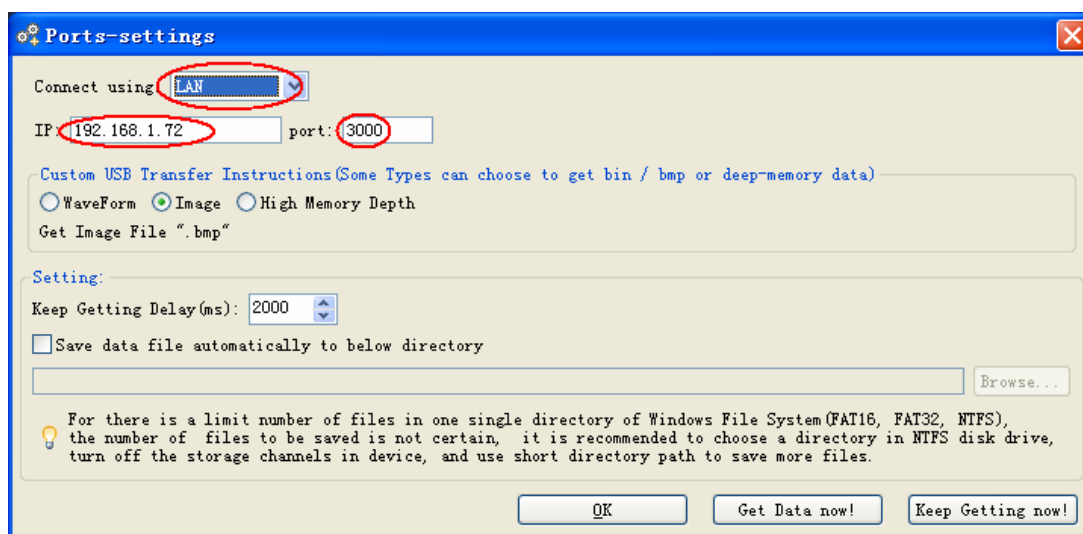 Ports-settings
Connect using: LAN
IP: 192.168.1.72 port: 3000
Custom USB Transfer Instructions(Some Types can choose to get bin / bmp or deep-memory data)
WaveForm Image High Memory Depth
Get Image File ".bmp"
Setting:
Keep Getting Delay(ms): 2000
Save data file automatically to below directory
Browse...
For there is a limit number of files in one single directory of Windows File System(FAT16, FAT32, NTFS),
the number of files to be saved is not certain, it is recommended to choose a directory in NTFS disk drive,
turn off the storage channels in device, and use short directory path to save more files.
OK Get Data now! Keep Getting now!